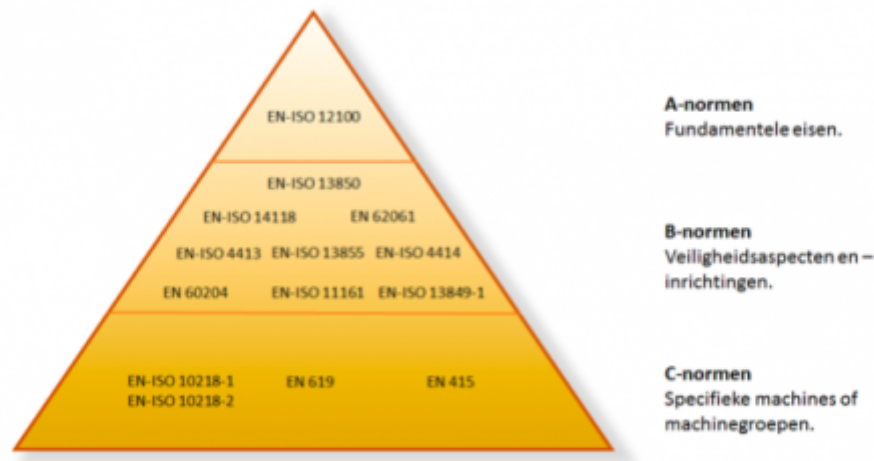 EN-ISO 12100
A-normen
Fundamentele eisen.
EN-ISO 13850
EN-ISO 14118 EN 62061
EN-ISO 4413 EN-ISO 13855 EN-ISO 4414
EN 60204 EN-ISO 11161 EN-ISO 13849-1
B-normen
Veiligheidsaspecten en –
inrichtingen.
EN-ISO 10218-1 EN 619 EN 415
EN-ISO 10218-2
C-normen
Specifieke machines of
machinegroepen.